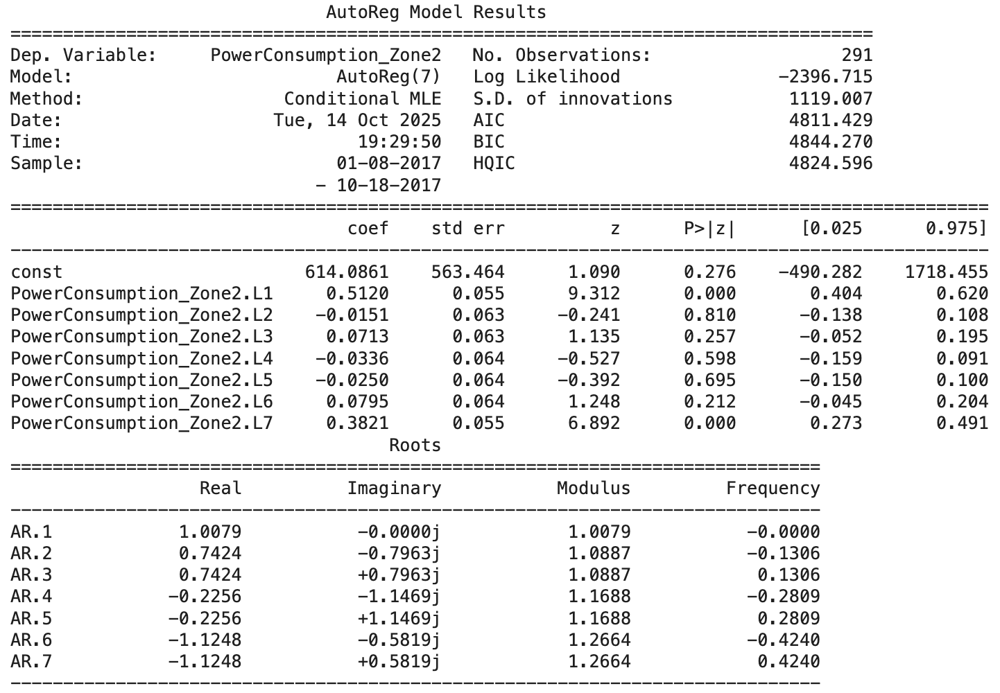 AutoReg Model Results
==================================================================================
Dep. Variable: PowerConsumption_Zone2 No. Observations: 291
Model: AutoReg(7) Log Likelihood -2396.715
Method: Conditional MLE S.D. of innovations 1119.007
Date: Tue, 14 Oct 2025 AIC 4811.429
Time: 19:29:50 BIC 4844.270
Sample: 01-08-2017 HQIC 4824.596
- 10-18-2017
=============================================================================================
coef std err z P>|z| [0.025 0.975]
---------------------------------------------------------------------------------------------
const 614.0861 563.464 1.090 0.276 -490.282 1718.455
PowerConsumption_Zone2.L1 0.5120 0.055 9.312 0.000 0.404 0.620
PowerConsumption_Zone2.L2 -0.0151 0.063 -0.241 0.810 -0.138 0.108
PowerConsumption_Zone2.L3 0.0713 0.063 1.135 0.257 -0.052 0.195
PowerConsumption_Zone2.L4 -0.0336 0.064 -0.527 0.598 -0.159 0.091
PowerConsumption_Zone2.L5 -0.0250 0.064 -0.392 0.695 -0.150 0.100
PowerConsumption_Zone2.L6 0.0795 0.064 1.248 0.212 -0.045 0.204
PowerConsumption_Zone2.L7 0.3821 0.055 6.892 0.000 0.273 0.491
Roots
=============================================================================
Real Imaginary Modulus Frequency
-----------------------------------------------------------------------------
AR.1 1.0079 -0.0000j 1.0079 -0.0000
AR.2 0.7424 -0.7963j 1.0887 -0.1306
AR.3 0.7424 +0.7963j 1.0887 0.1306
AR.4 -0.2256 -1.1469j 1.1688 -0.2809
AR.5 -0.2256 +1.1469j 1.1688 0.2809
AR.6 -1.1248 -0.5819j 1.2664 -0.4240
AR.7 -1.1248 +0.5819j 1.2664 0.4240
-----------------------------------------------------------------------------